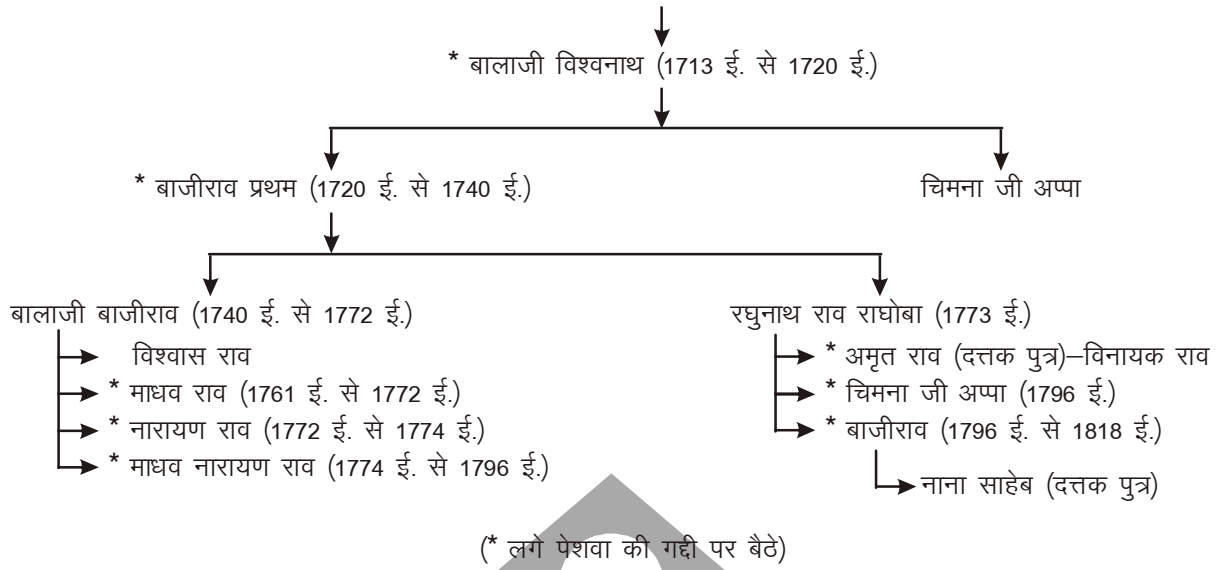 * बालाजी विश्वनाथ (1713 ई. से 1720 ई.)
* बाजीराव प्रथम (1720 ई. से 1740 ई.)
चिमना जी अप्पा
बालाजी बाजीराव (1740 ई. से 1772 ई.)
विश्वास राव
* माधव राव (1761 ई. से 1772 ई.)
* नारायण राव (1772 ई. से 1774 ई.)
* माधव नारायण राव (1774 ई. से 1796 ई.)
रघुनाथ राव राघोबा (1773 ई.)
* अमृत राव (दत्तक पुत्र)–विनायक राव
* चिमना जी अप्पा (1796 ई.)
* बाजीराव (1796 ई. से 1818 ई.)
नाना साहेब (दत्तक पुत्र)
(* लगे पेशवा की गद्दी पर बैठे)